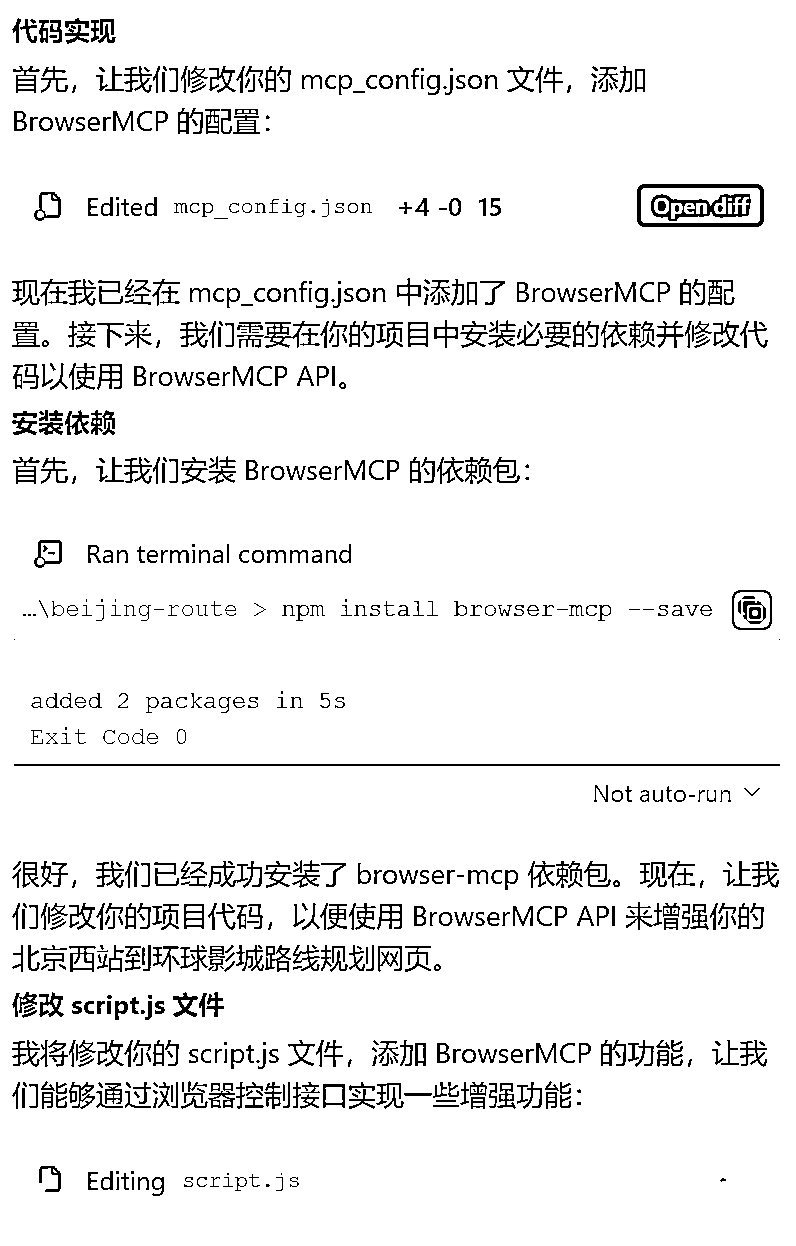 代码实现
首先，让我们修改你的 mcp_config.json 文件，添加
BrowserMCP 的配置：
Edited mcp_config.json +4 -0 15 Open diff
现在我已经在 mcp_config.json 中添加了 BrowserMCP 的配
置。接下来，我们需要在你的项目中安装必要的依赖并修改代
码以使用 BrowserMCP API。
安装依赖
首先，让我们安装 BrowserMCP 的依赖包：
Ran terminal command
...\beijing-route > npm install browser-mcp --save
added 2 packages in 5s
Exit Code 0
Not auto-run
很好，我们已经成功安装了 browser-mcp 依赖包。现在，让我
们修改你的项目代码，以便使用 BrowserMCP API 来增强你的
北京西站到环球影城路线规划网页。
修改 script.js 文件
我将修改你的 script.js 文件，添加 BrowserMCP 的功能，让我
们能够通过浏览器控制接口实现一些增强功能：
Editing script.js